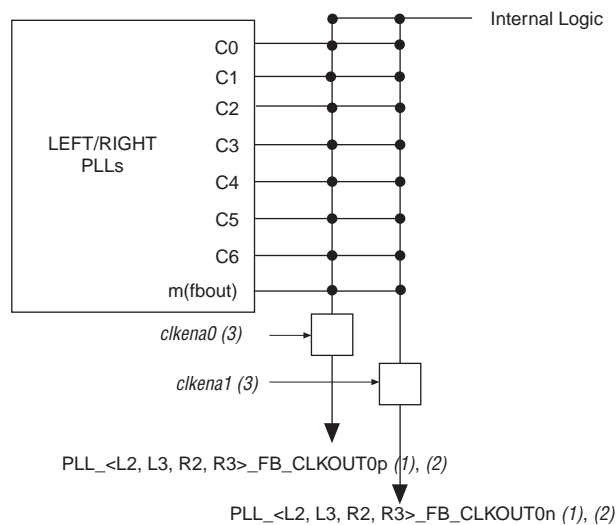 Internal Logic
C0
C1
C2
LEFT/RIGHT
PLLs
C3
C4
C5
C6
m(fbout)
clkena0 (3)
clkena1 (3)
PLL_<L2, L3, R2, R3>_FB_CLKOUT0p (1), (2)
PLL_<L2, L3, R2, R3>_FB_CLKOUT0n (1), (2)